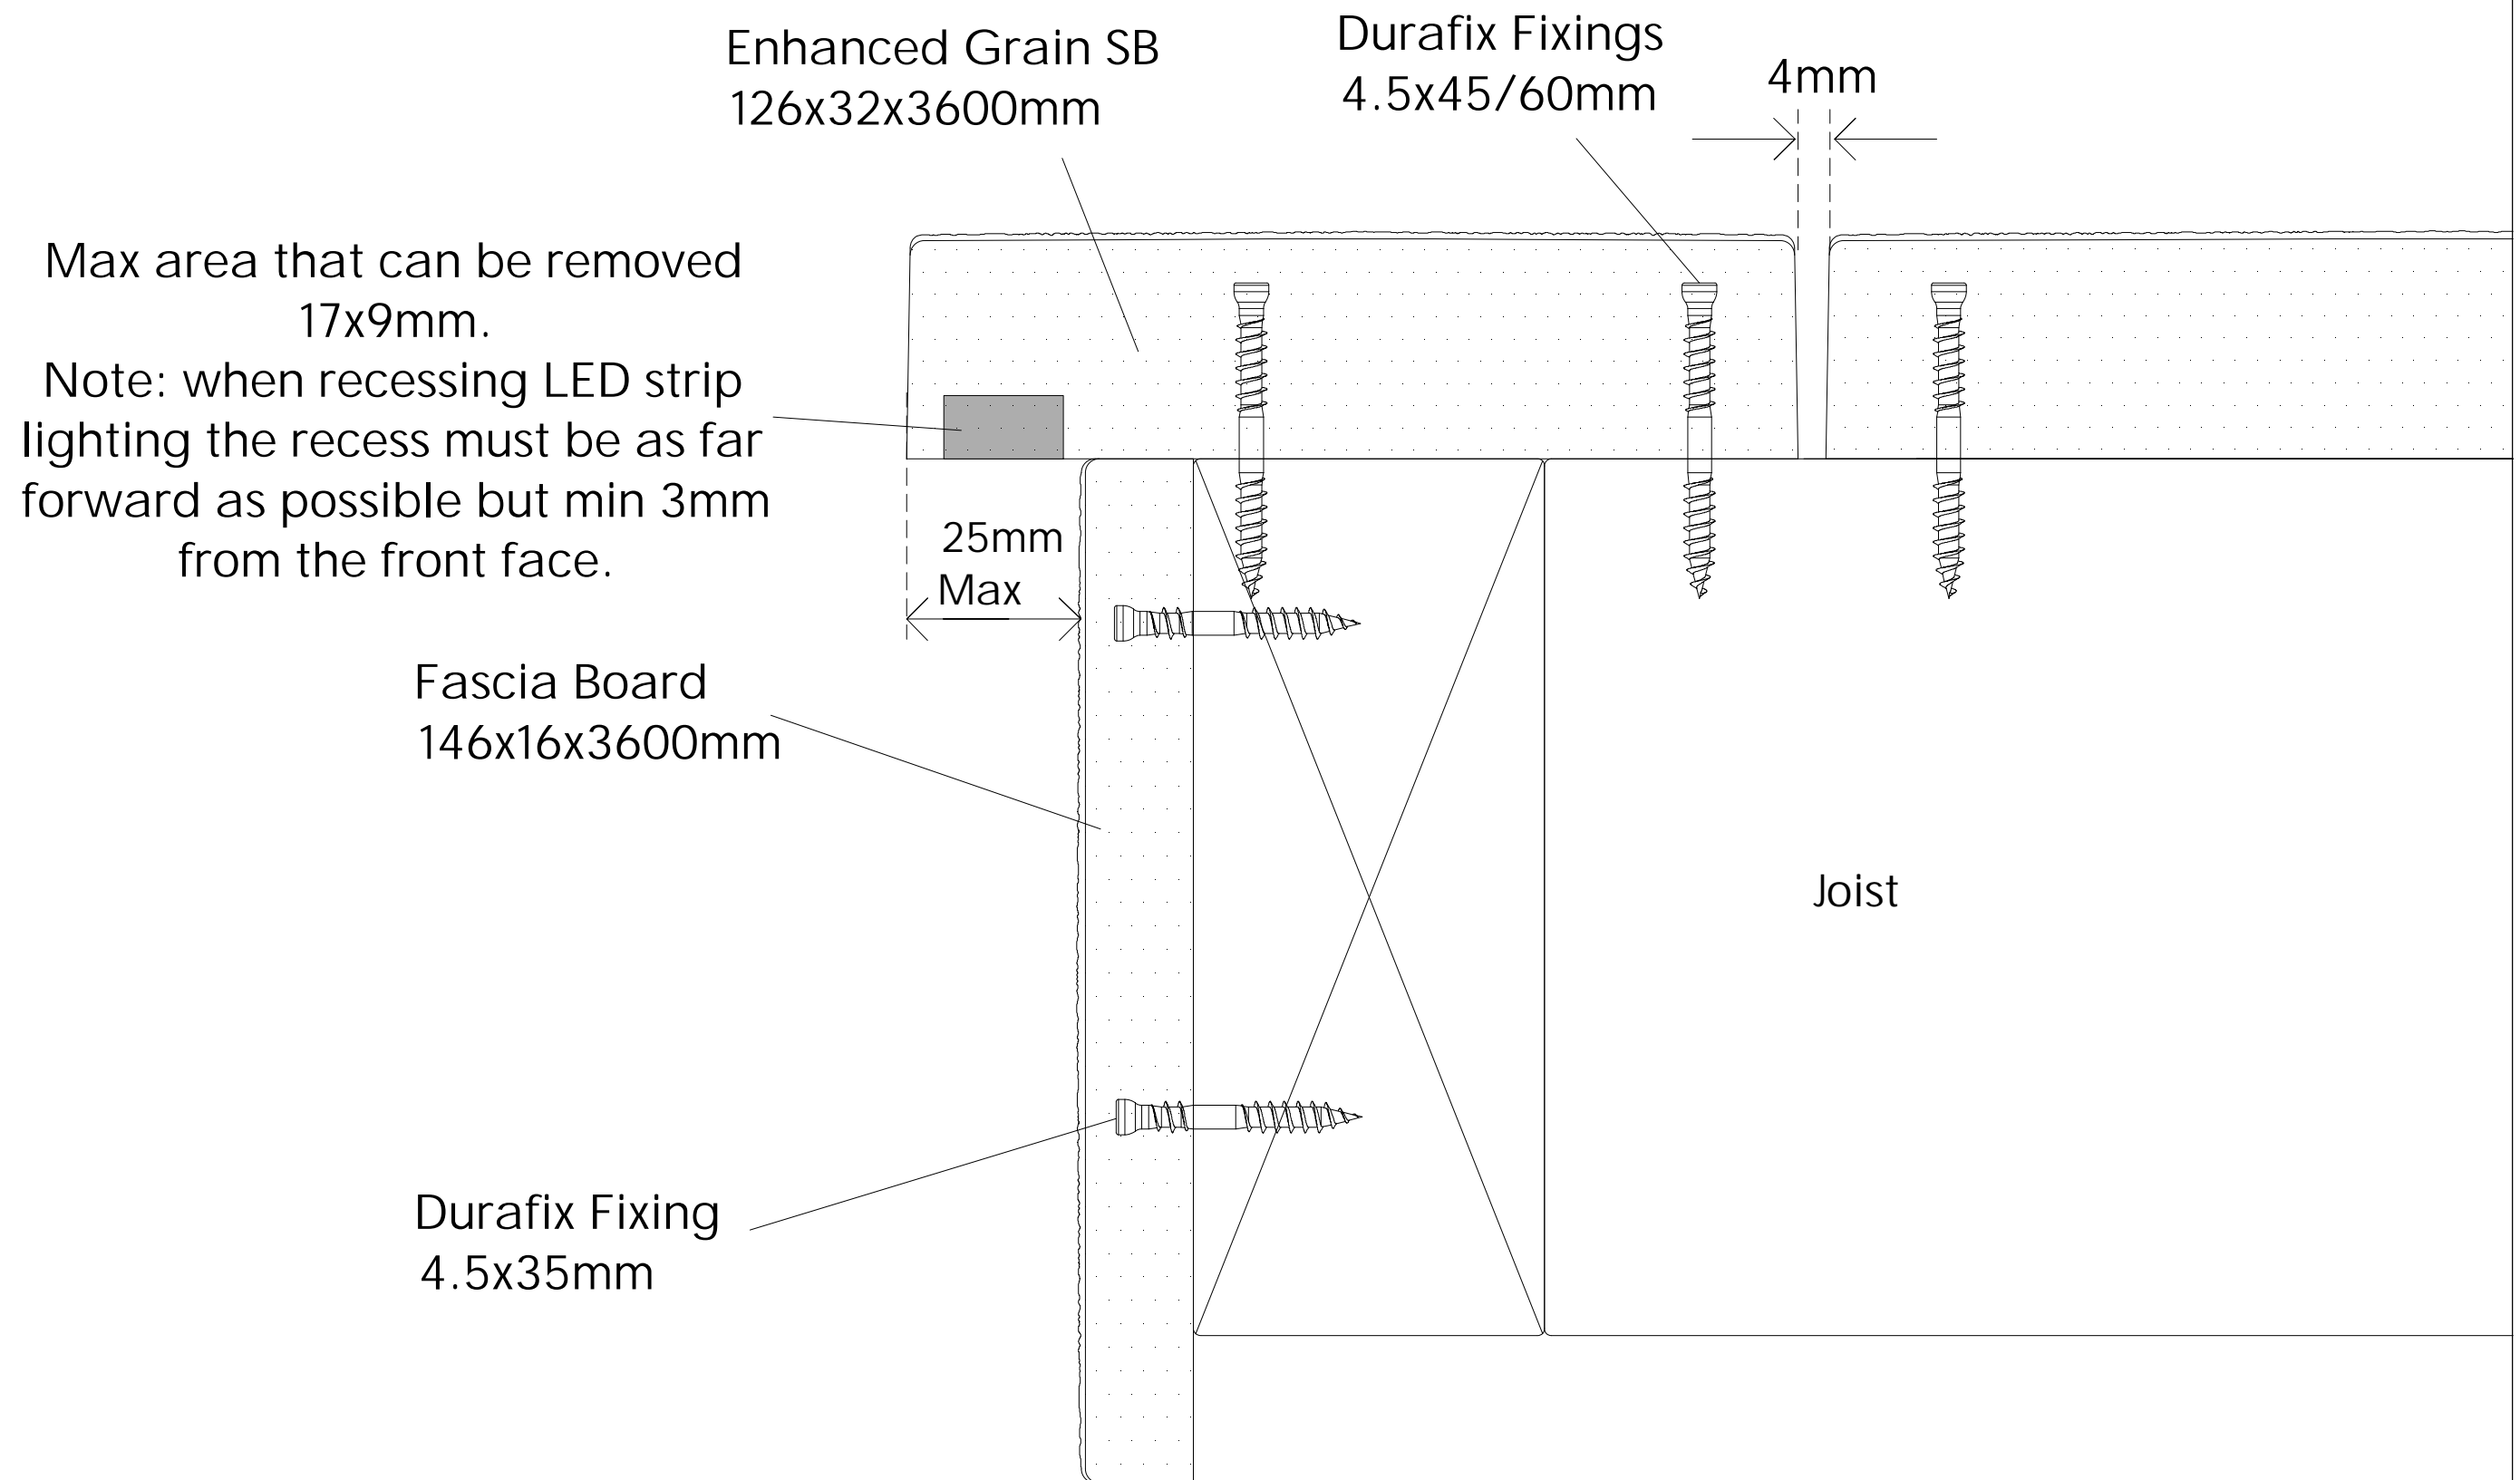 Enhanced Grain SB
126x32x3600mm
Durafix Fixings
4.5x45/60mm
4mm
Max area that can be removed
17x9mm.
Note: when recessing LED strip
lighting the recess must be as far
forward as possible but min 3mm
from the front face.
25mm
Max
Fascia Board
146x16x3600mm
Joist
Durafix Fixing
4.5x35mm